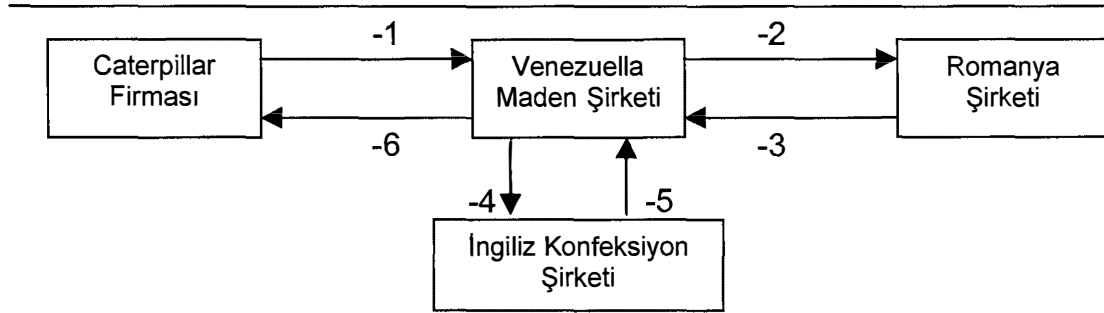 -1
-2
Caterpillar
Firması
Venezuella
Maden Şirketi
Romanya
Şirketi
-6
-3
-4
-5
İngiliz Konfeksiyon
Şirketi